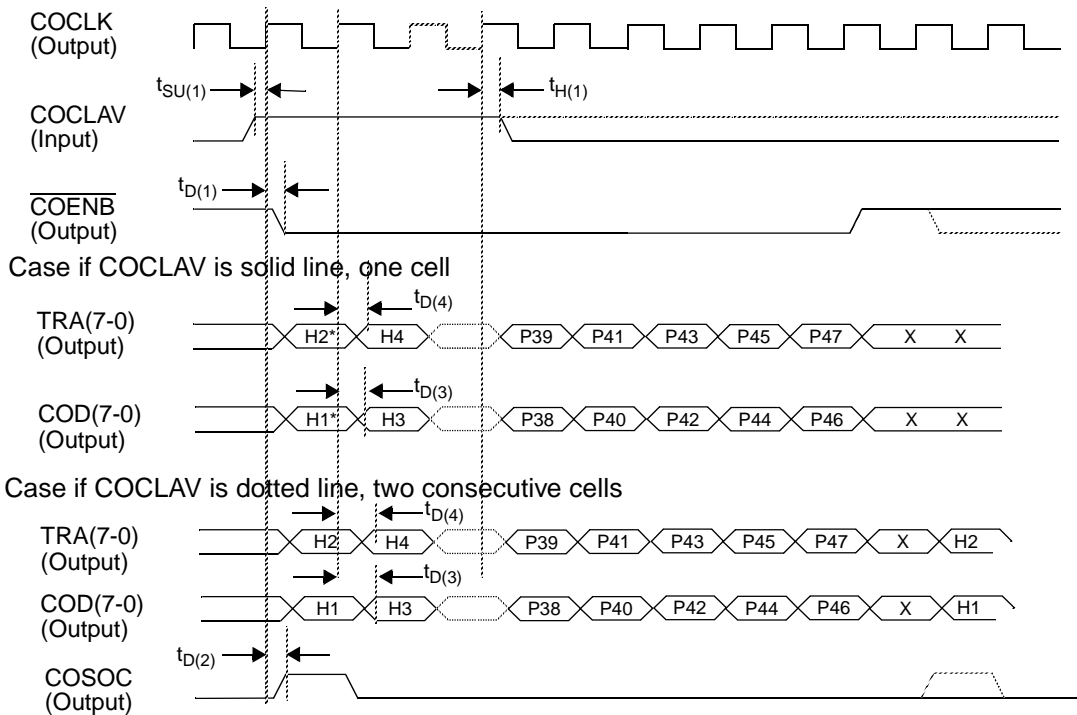 COCLK
(Output)
tSU(1)
tH(1)
COCLAV
(Input)
tD(1)
COENB
(Output)
Case if COCLAV is solid line, one cell
tD(4)
TRA(7-0)
(Output)
H2* H4 P39 P41 P43 P45 P47 X X
tD(3)
COD(7-0)
(Output)
H1* H3 P38 P40 P42 P44 P46 X X
Case if COCLAV is dotted line, two consecutive cells
tD(4)
TRA(7-0)
(Output)
H2 H4 P39 P41 P43 P45 P47 X H2
tD(3)
COD(7-0)
(Output)
H1 H3 P38 P40 P42 P44 P46 X H1
tD(2)
COSOC
(Output)